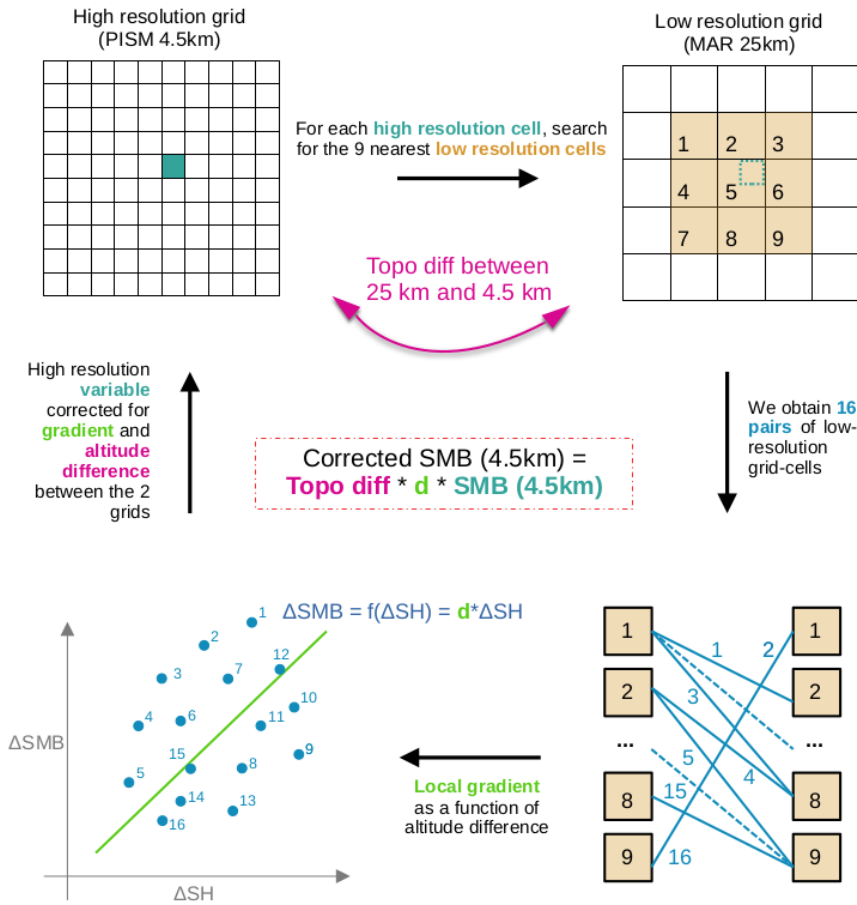 High resolution grid
(PISM 4.5km)
Low resolution grid
(MAR 25km)
For each high resolution cell, search
for the 9 nearest low resolution cells
1 2 3
4 5 6
7 8 9
Topo diff between
25 km and 4.5 km
High resolution
variable
corrected for
gradient and
altitude
difference
between the 2
grids
We obtain 16
pairs of low-
resolution
grid-cells
Corrected SMB (4.5km) =
Topo diff * d * SMB (4.5km)
ΔSMB = f(ΔSH) = d*ΔSH
1
2
12
3
7
10
4
6
11
ΔSMB
15
9
5
8
14
13
16
ΔSH
Local gradient
as a function of
altitude difference
1 1 2 1
2 3 2
... 5 4 ...
8 15 8
9 16 9